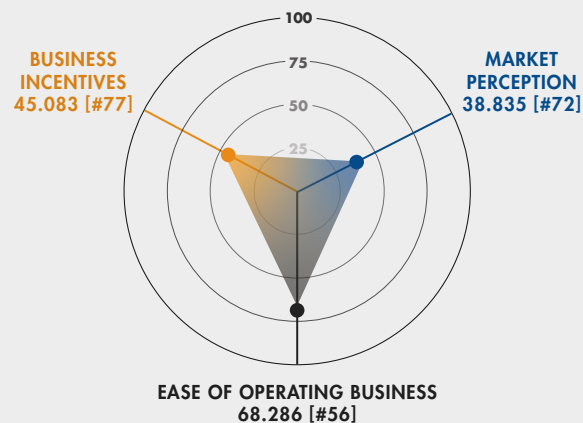 100
75
50
25
BUSINESS
INCENTIVES
45.083 [#77]
MARKET
PERCEPTION
38.835 [#72]
EASE OF OPERATING BUSINESS
68.286 [#56]